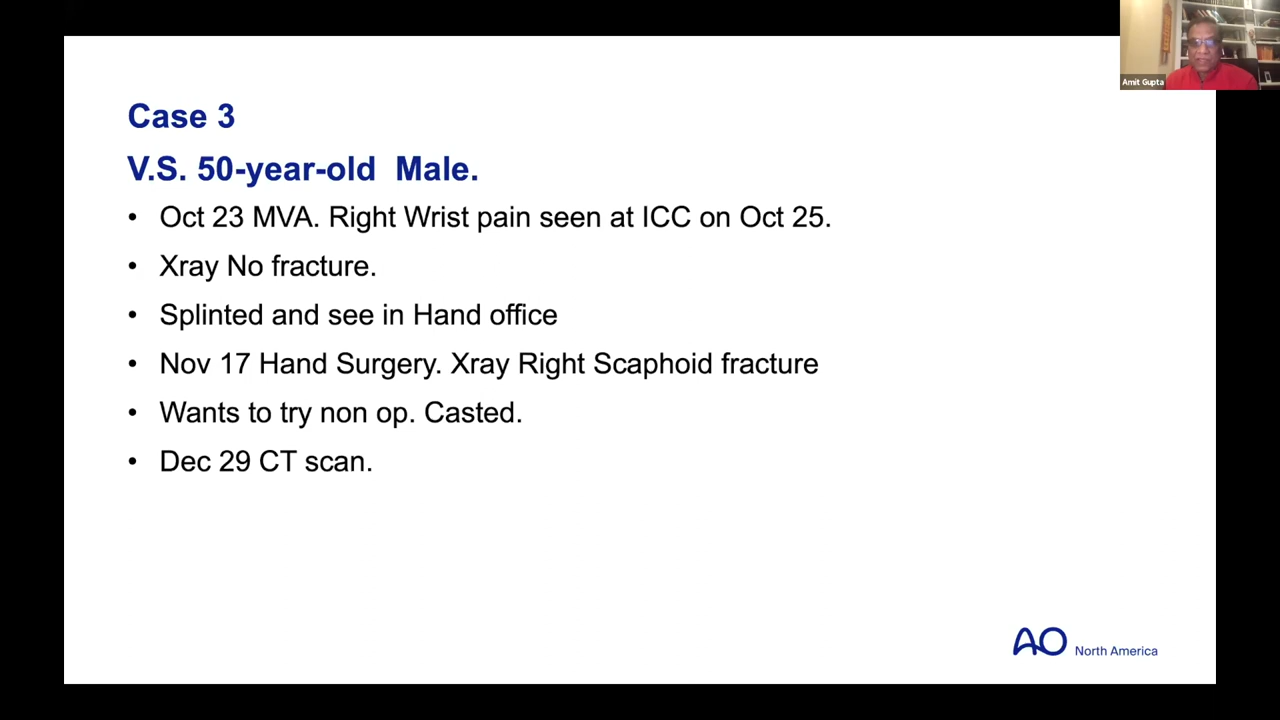 Amit Gupta
Case 3
V.S. 50-year-old Male.
• Oct 23 MVA. Right Wrist pain seen at ICC on Oct 25.
• Xray No fracture.
• Splinted and see in Hand office
• Nov 17 Hand Surgery. Xray Right Scaphoid fracture
• Wants to try non op. Casted.
• Dec 29 CT scan.
AO North America